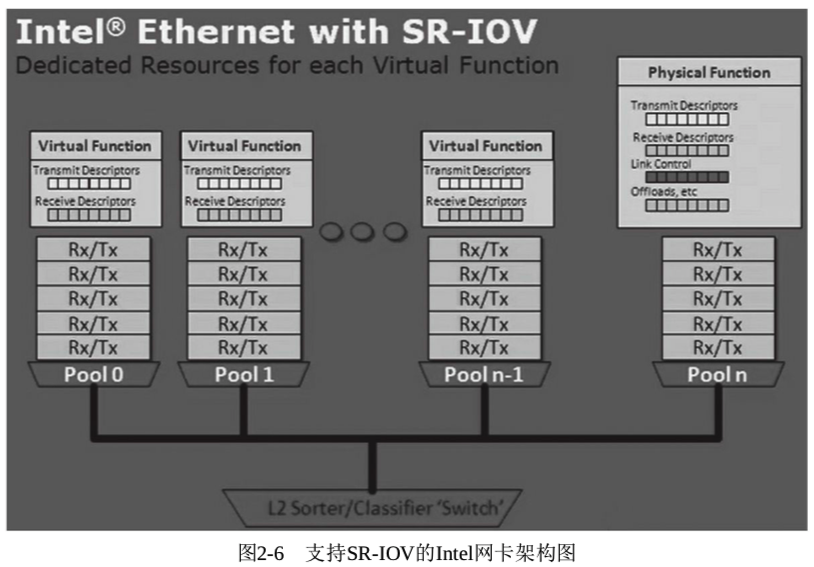 Intel® Ethernet with SR-IOV
Dedicated Resources for each Virtual Function
Virtual Function
Transmit Descriptors
Receive Descriptors
Rx/Tx
Rx/Tx
Rx/Tx
Rx/Tx
Rx/Tx
Pool 0
Virtual Function
Transmit Descriptors
Receive Descriptors
Rx/Tx
Rx/Tx
Rx/Tx
Rx/Tx
Rx/Tx
Pool 1
Virtual Function
Transmit Descriptors
Receive Descriptors
Rx/Tx
Rx/Tx
Rx/Tx
Rx/Tx
Rx/Tx
Pool n-1
Physical Function
Transmit Descriptors
Receive Descriptors
Link Control
Offloads, etc
Rx/Tx
Rx/Tx
Rx/Tx
Rx/Tx
Rx/Tx
Pool n
L2 Sorter/Classifier ‘Switch’
图2-6 支持SR-IOV的Intel网卡架构图